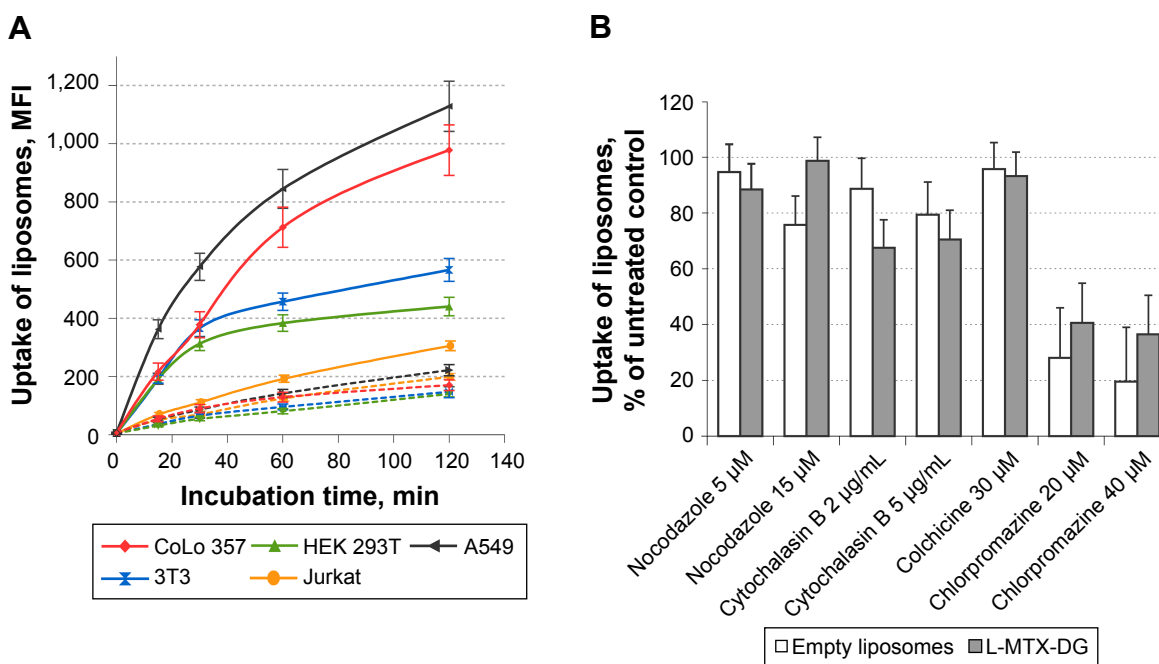 A
Uptake of liposomes, MFI
1,200
1,000
800
600
400
200
0
0 20 40 60 80 100 120 140
Incubation time, min
CoLo 357 HEK 293T A549
3T3 Jurkat
B
Uptake of liposomes,
% of untreated control
120
100
80
60
40
20
0
Nocodazole 5 µM
Nocodazole 15 µM
Cytochalasin B 2 µg/mL
Cytochalasin B 5 µg/mL
Colchicine 30 µM
Chlorpromazine 20 µM
Chlorpromazine 40 µM
Empty liposomes L-MTX-DG